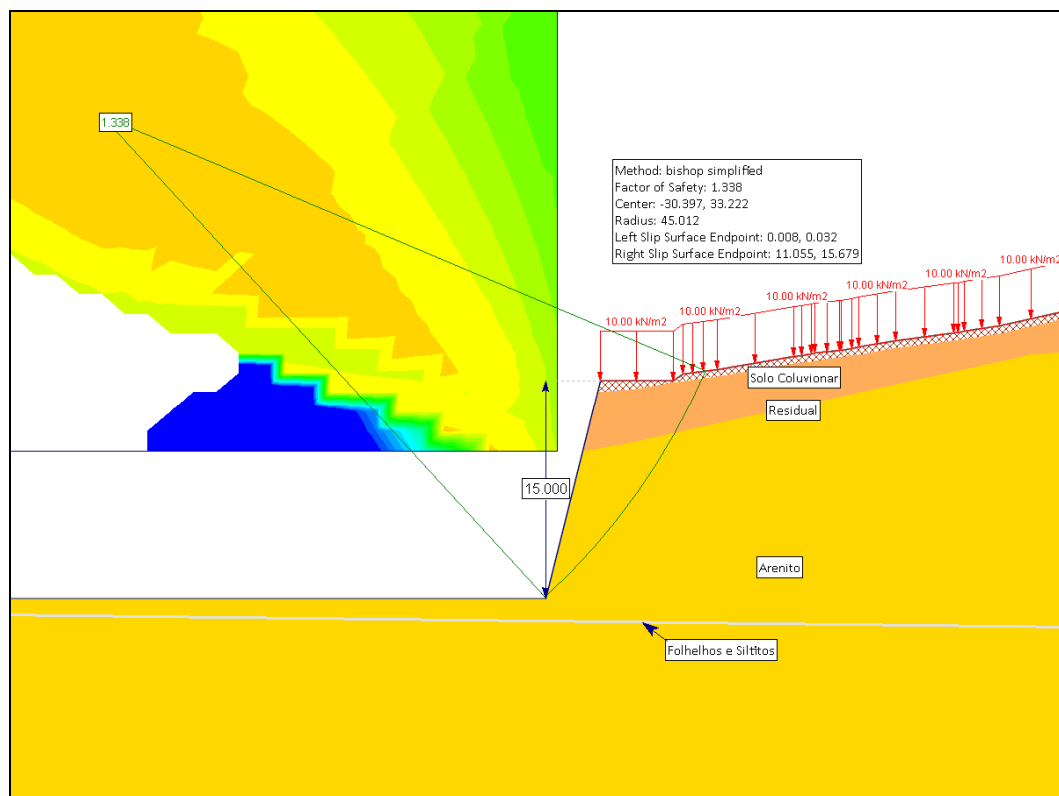 1.338
Method: bishop simplified
Factor of Safety: 1.338
Center: -30.397, 33.222
Radius: 45.012
Left Slip Surface Endpoint: 0.008, 0.032
Right Slip Surface Endpoint: 11.055, 15.679
10.00 kN/m2
10.00 kN/m2
10.00 kN/m2
10.00 kN/m2
10.00 kN/m2
10.00 kN/m2
Solo Coluvionar
Residual
15.000
Arenito
Folhelhos e Siltitos